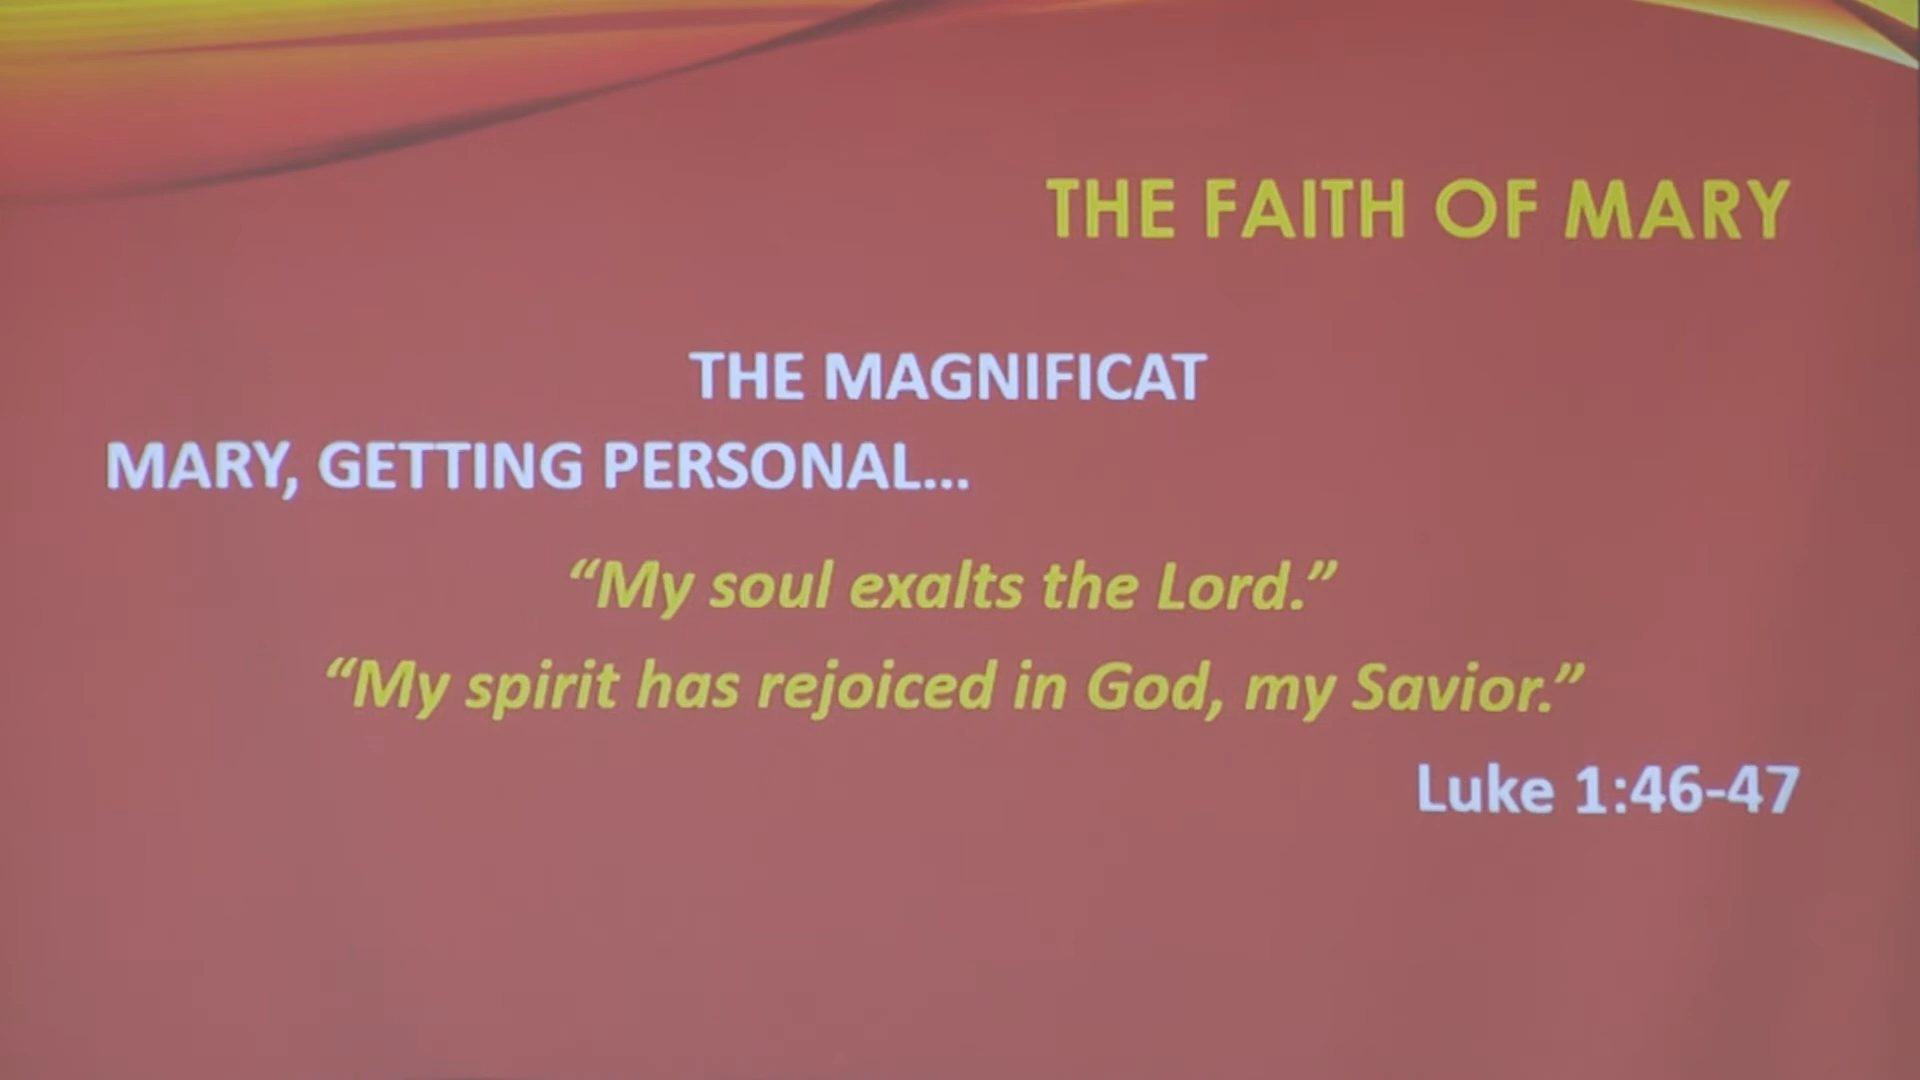 THE FAITH OF MARY
THE MAGNIFICAT
MARY, GETTING PERSONAL...
“My soul exalts the Lord.”
“My spirit has rejoiced in God, my Savior.”
Luke 1:46-47